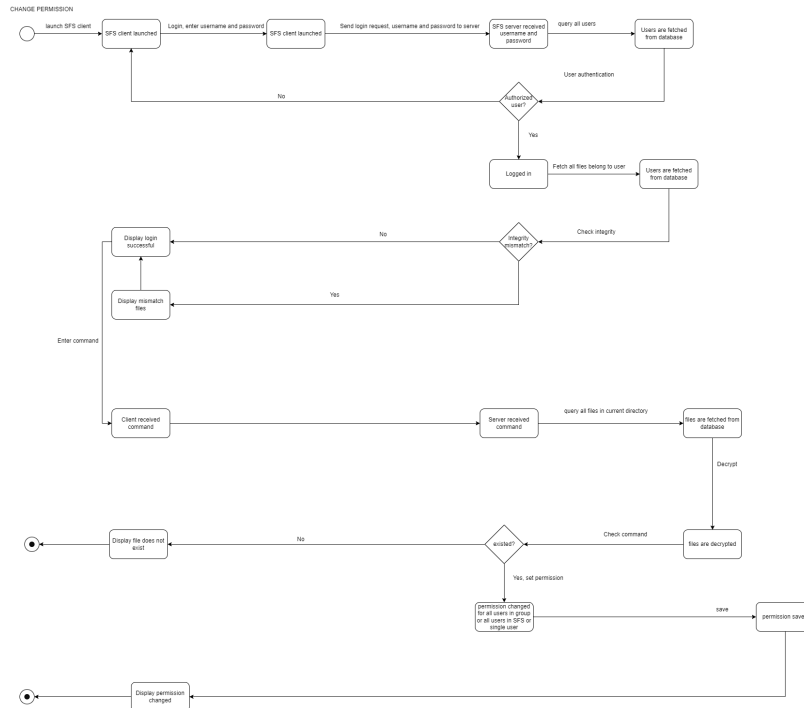 CHANGE PERMISSION
launch SFS client
SFS client launched
Login, enter username and password
SFS client launched
Send login request, username and password to server
SFS server received
username and
password
query all users
Users are fetched
from database
User authentication
No
Authorized
user?
Yes
Logged in
Fetch all files belong to user
Users are fetched
from database
Check integrity
Display login
successful
No
Integrity
mismatch?
Display mismatch
files
Yes
Enter command
Client received
command
Server received
command
query all files in current directory
files are fetched from
database
Decrypt
Display file does not
exist
No
existed?
Check command
files are decrypted
Yes, set permission
permission changed
for all users in group
or all users in SFS or
single user
save
permission save
Display permission
changed